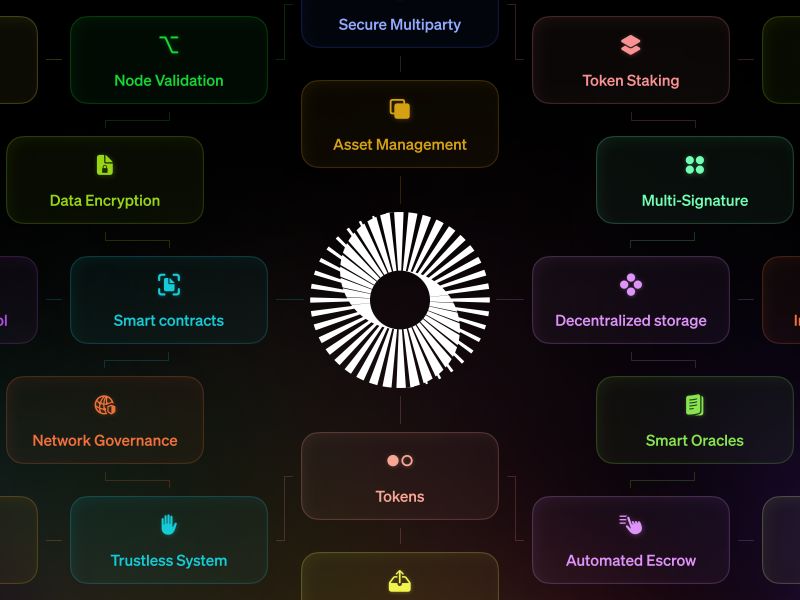 Secure Multiparty
Node Validation
Token Staking
Asset Management
Data Encryption
Multi-Signature
ol
Smart contracts
Decentralized storage
Network Governance
Smart Oracles
Tokens
Trustless System
Automated Escrow